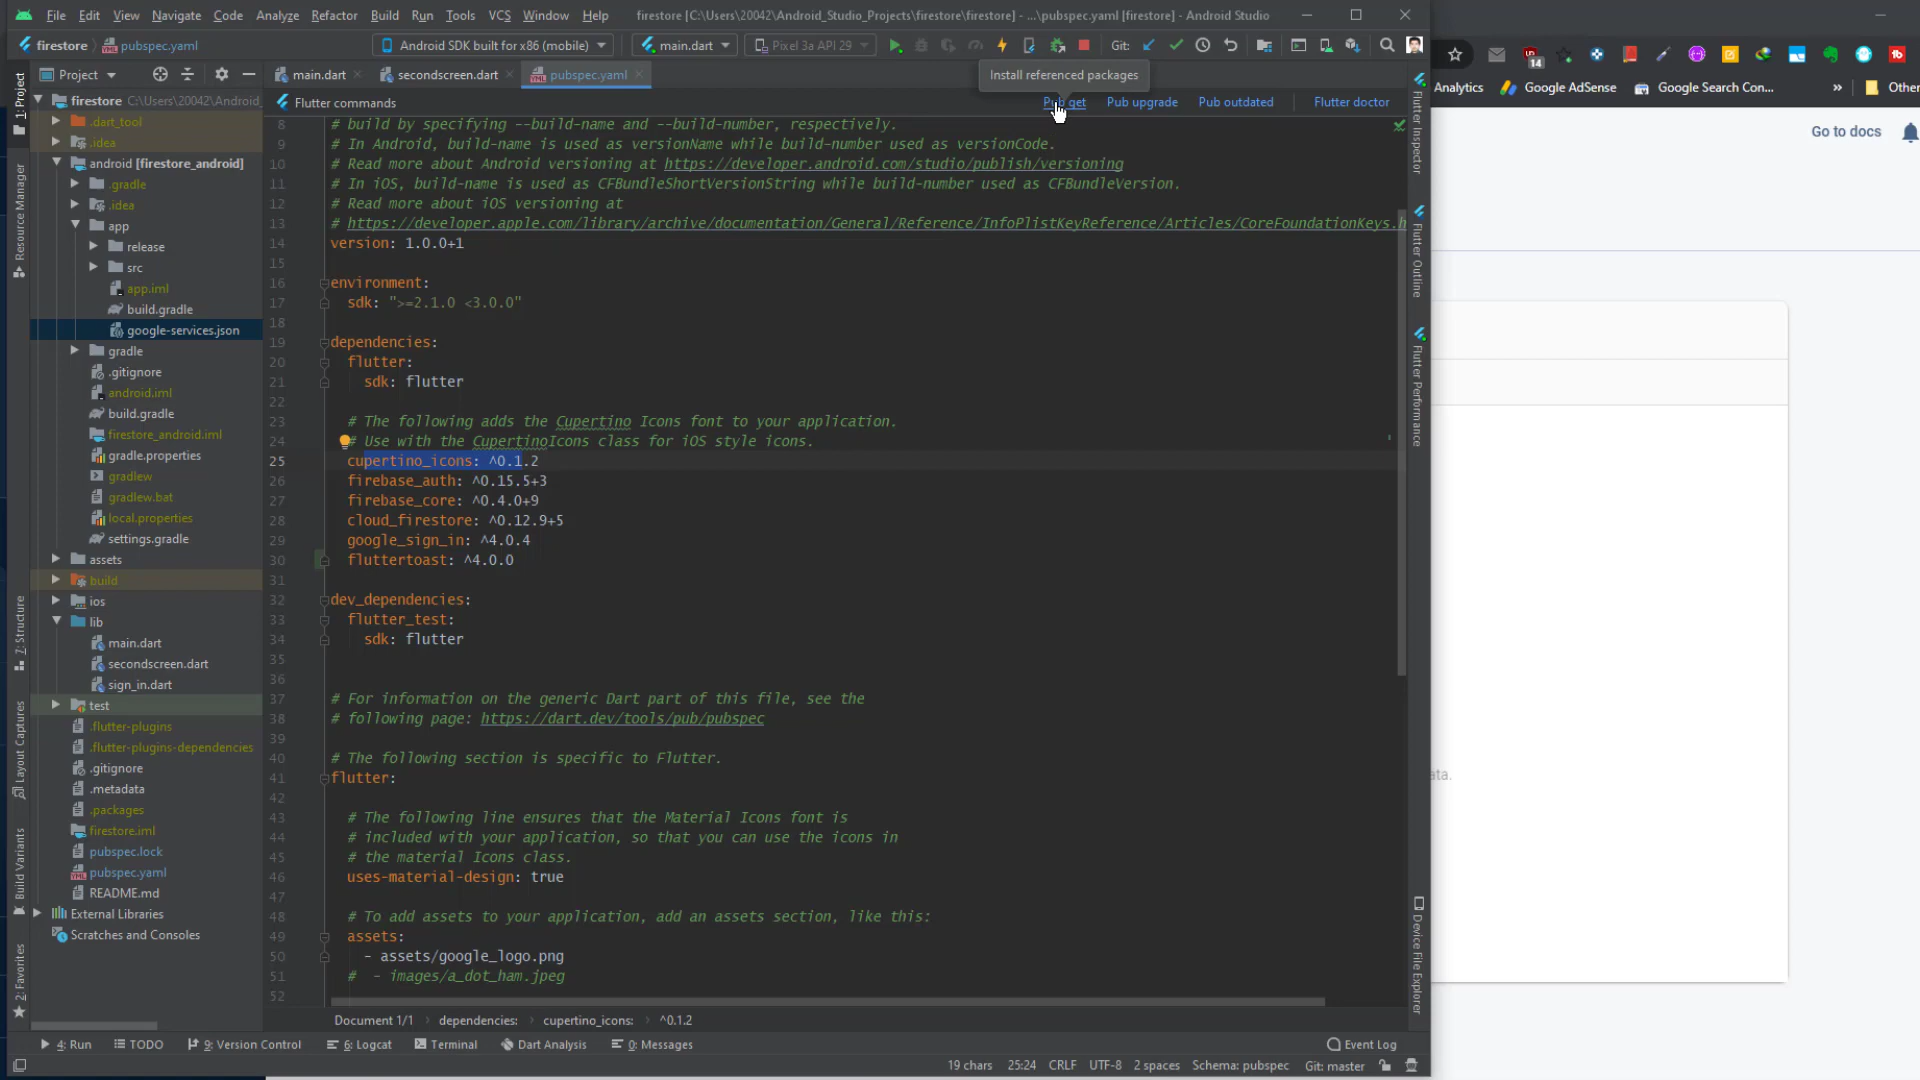 File Edit View Navigate Code Analyze Refactor Build Run Tools VCS Window Help firestore [C:\Users\20042\Android_Studio_Projects\firestore\firestore] - ...\pubspec.yaml [firestore] - Android Studio
firestore pubspec.yaml Android SDK built for x86 (mobile) main.dart Pixel 3a API 29 Git:
Project main.dart secondscreen.dart pubspec.yaml
Install referenced packages
Flutter commands Pub get Pub upgrade Pub outdated Flutter doctor
14
Analytics Google AdSense Google Search Con... » Other
Go to docs
ata.
1: Project
Resource Manager
7: Structure
Layout Captures
Build Variants
2: Favorites
firestore C:\Users\20042\Android_
.dart_tool
.idea
android [firestore_android]
.gradle
.idea
app
release
src
app.iml
build.gradle
google-services.json
gradle
.gitignore
android.iml
build.gradle
firestore_android.iml
gradle.properties
gradlew
gradlew.bat
local.properties
settings.gradle
assets
build
ios
lib
main.dart
secondscreen.dart
sign_in.dart
test
.flutter-plugins
.flutter-plugins-dependencies
.gitignore
.metadata
.packages
firestore.iml
pubspec.lock
pubspec.yaml
README.md
External Libraries
Scratches and Consoles
8 # build by specifying --build-name and --build-number, respectively.
9 # In Android, build-name is used as versionName while build-number used as versionCode.
10 # Read more about Android versioning at https://developer.android.com/studio/publish/versioning
11 # In iOS, build-name is used as CFBundleShortVersionString while build-number used as CFBundleVersion.
12 # Read more about iOS versioning at
13 # https://developer.apple.com/library/archive/documentation/General/Reference/InfoPlistKeyReference/Articles/CoreFoundationKeys.h
14 version: 1.0.0+1
15
16 environment:
17 sdk: ">=2.1.0 <3.0.0"
18
19 dependencies:
20 flutter:
21 sdk: flutter
22
23 # The following adds the Cupertino Icons font to your application.
24 # Use with the CupertinoIcons class for iOS style icons.
25 cupertino_icons: ^0.1.2
26 firebase_auth: ^0.15.5+3
27 firebase_core: ^0.4.0+9
28 cloud_firestore: ^0.12.9+5
29 google_sign_in: ^4.0.4
30 fluttertoast: ^4.0.0
31
32 dev_dependencies:
33 flutter_test:
34 sdk: flutter
35
36
37 # For information on the generic Dart part of this file, see the
38 # following page: https://dart.dev/tools/pub/pubspec
39
40 # The following section is specific to Flutter.
41 flutter:
42
43 # The following line ensures that the Material Icons font is
44 # included with your application, so that you can use the icons in
45 # the material Icons class.
46 uses-material-design: true
47
48 # To add assets to your application, add an assets section, like this:
49 assets:
50 - assets/google_logo.png
51 # - images/a_dot_ham.jpeg
52
Flutter Inspector
Flutter Outline
Flutter Performance
Device File Explorer
Document 1/1 › dependencies: › cupertino_icons: › ^0.1.2
4: Run TODO 9: Version Control 6: Logcat Terminal Dart Analysis 0: Messages Event Log
19 chars 25:24 CRLF UTF-8 2 spaces Schema: pubspec Git: master